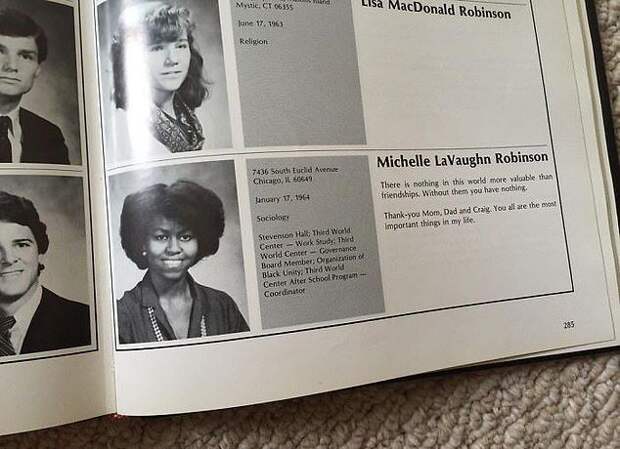 Mystic, CT 06355
June 17, 1963
Religion
Lisa MacDonald Robinson
7436 South Euclid Avenue
Chicago, IL 60649
January 17, 1964
Sociology
Stevenson Hall; Third World
Center — Work Study; Third
World Center — Governance
Board Member; Organization of
Black Unity; Third World
Center After School Program —
Coordinator
Michelle LaVaughn Robinson
There is nothing in this world more valuable than
friendships. Without them you have nothing.
Thank-you Mom, Dad and Craig. You all are the most
important things in my life.
285